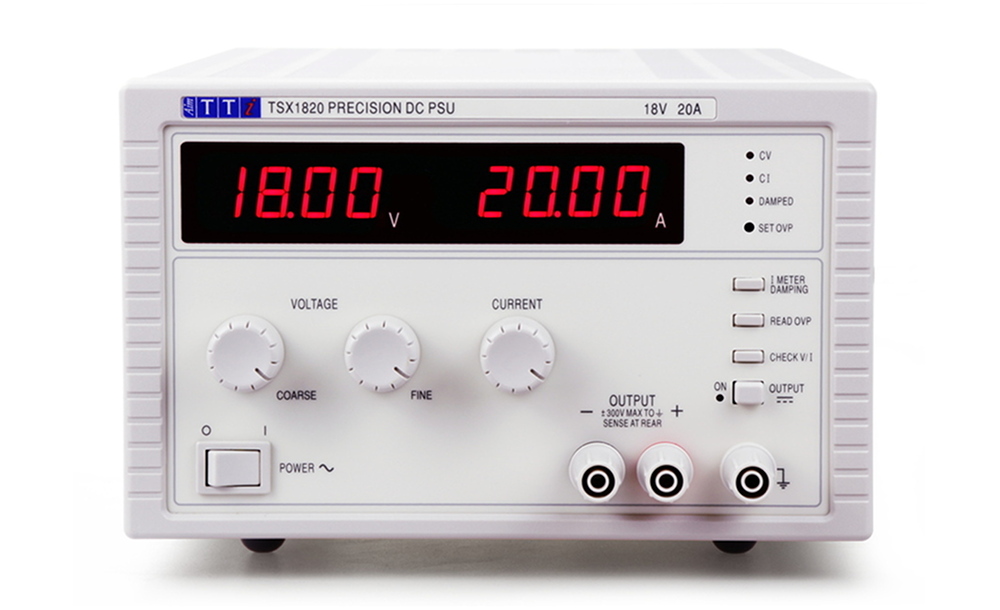 Aim TTi TSX1820 PRECISION DC PSU 18V 20A
18.00 V 20.00 A
CV
CI
DAMPED
SET OVP
I METER
DAMPING
READ OVP
CHECK V/I
ON OUTPUT
VOLTAGE CURRENT
COARSE FINE
OUTPUT
− ±300V MAX TO ⏚ +
SENSE AT REAR
O I
POWER ∿